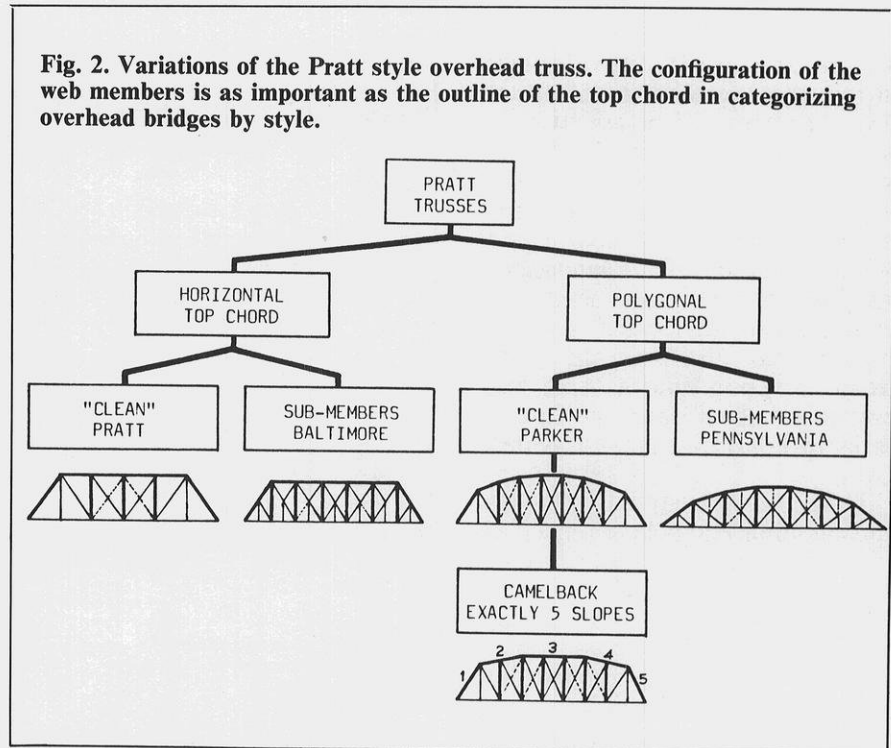 Fig. 2. Variations of the Pratt style overhead truss. The configuration of the
web members is as important as the outline of the top chord in categorizing
overhead bridges by style.
PRATT
TRUSSES
HORIZONTAL
TOP CHORD
POLYGONAL
TOP CHORD
"CLEAN"
PRATT
SUB-MEMBERS
BALTIMORE
"CLEAN"
PARKER
SUB-MEMBERS
PENNSYLVANIA
CAMELBACK
EXACTLY 5 SLOPES
1 2 3 4 5